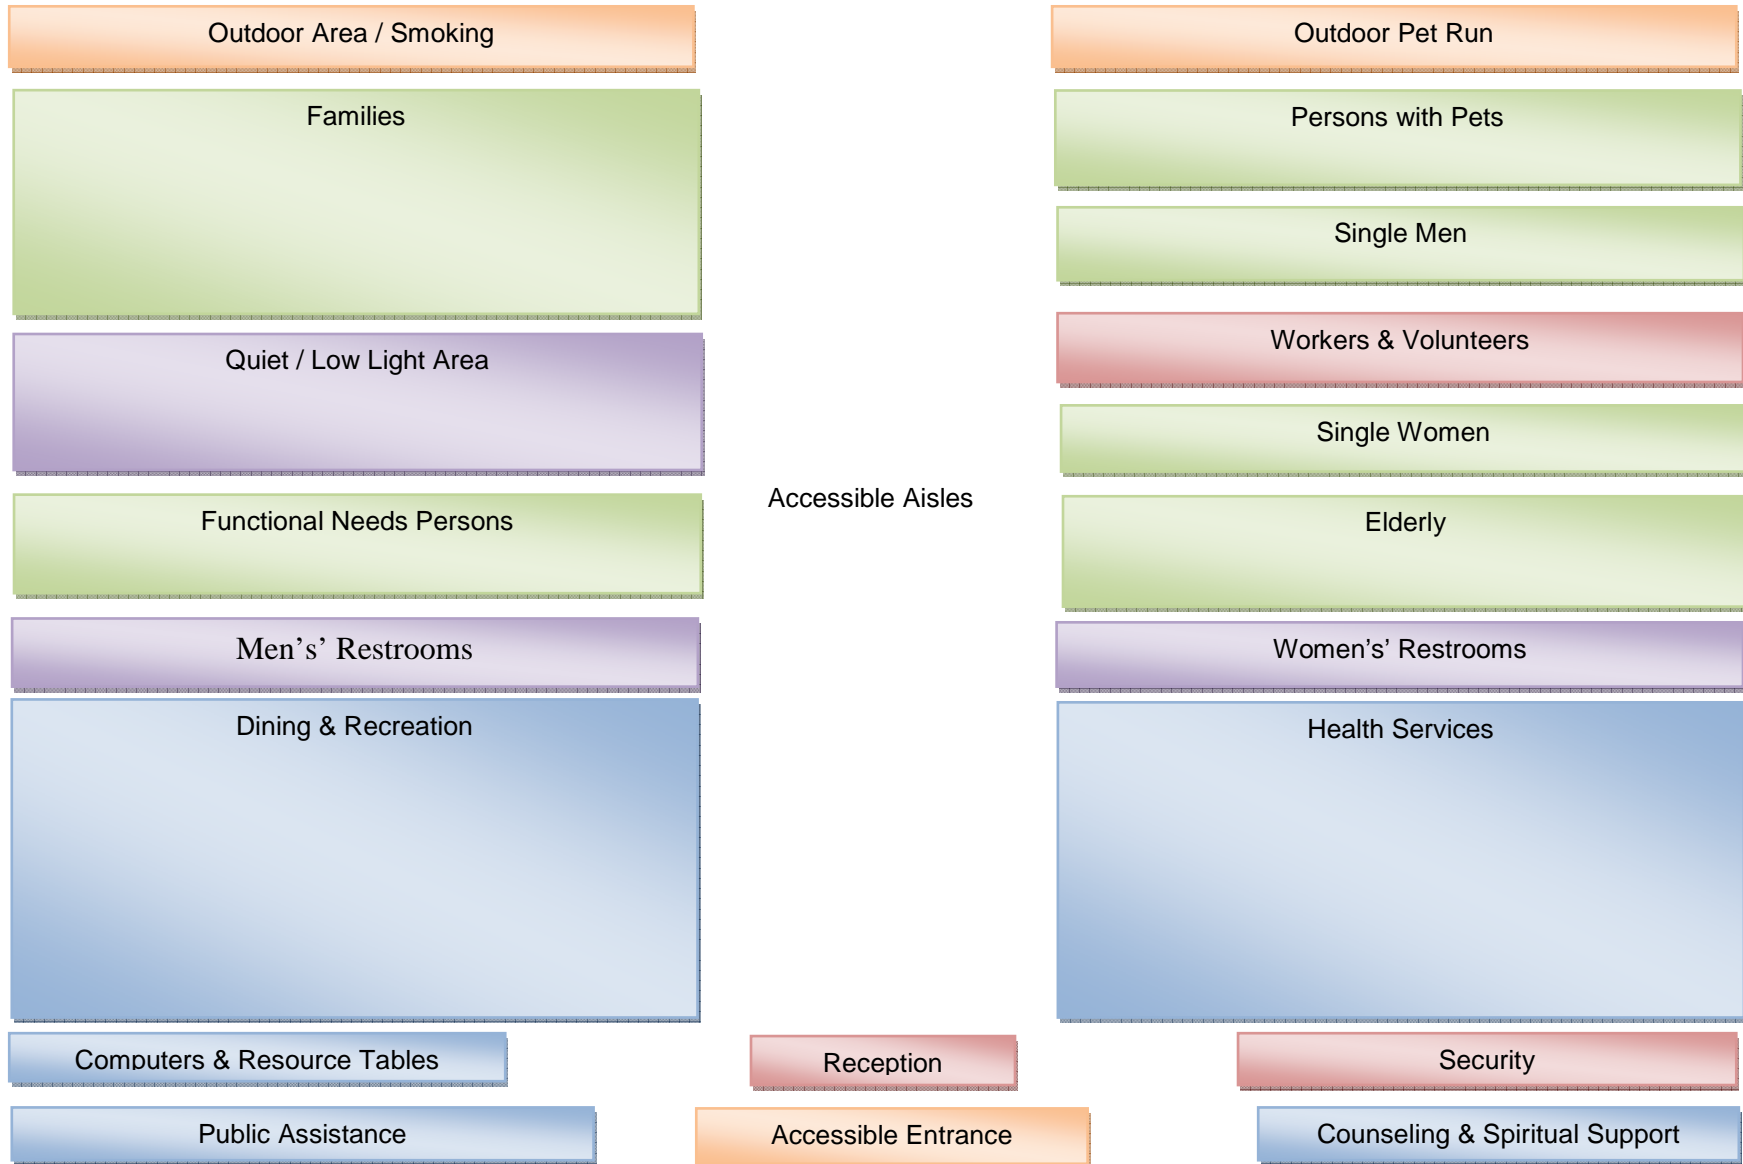 Outdoor Area / Smoking
Outdoor Pet Run
Families
Persons with Pets
Single Men
Workers & Volunteers
Quiet / Low Light Area
Single Women
Accessible Aisles
Functional Needs Persons
Elderly
Men's' Restrooms
Women's' Restrooms
Dining & Recreation
Health Services
Computers & Resource Tables
Reception
Security
Public Assistance
Accessible Entrance
Counseling & Spiritual Support